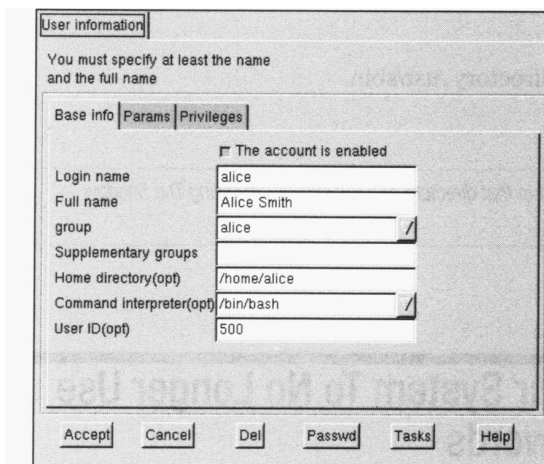 User information
You must specify at least the name
and the full name
Base info Params Privileges
The account is enabled
Login name alice
Full name Alice Smith
group alice
Supplementary groups
Home directory(opt) /home/alice
Command interpreter(opt) /bin/bash
User ID(opt) 500
Accept Cancel Del Passwd Tasks Help